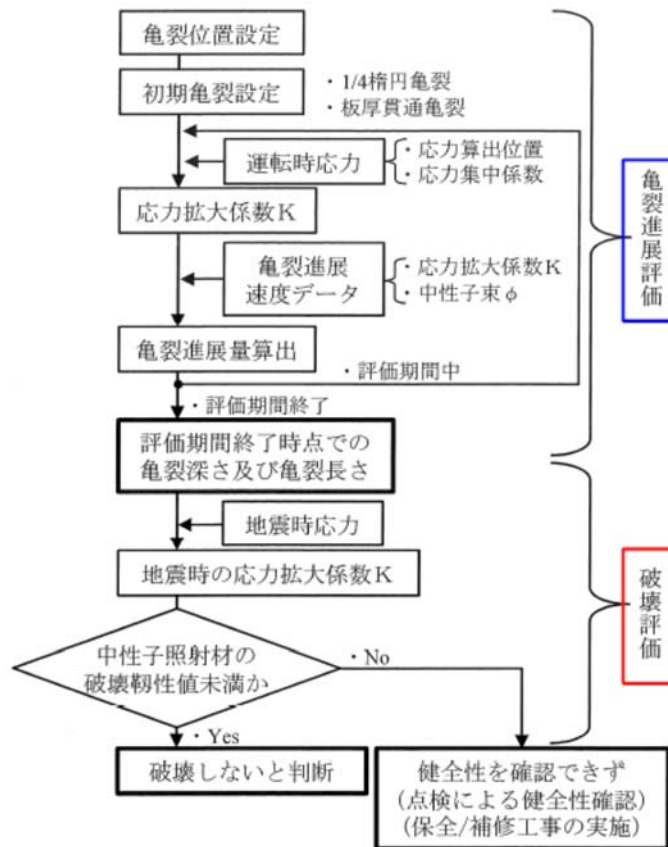 亀裂位置設定
初期亀裂設定
・1/4楕円亀裂
・板厚貫通亀裂
運転時応力
・応力算出位置
・応力集中係数
応力拡大係数K
亀裂進展
速度データ
・応力拡大係数K
・中性子束φ
亀裂進展量算出
・評価期間中
・評価期間終了
評価期間終了時点での
亀裂深さ及び亀裂長さ
亀裂進展評価
地震時応力
地震時の応力拡大係数K
中性子照射材の
破壊靱性値未満か
・No
・Yes
破壊しないと判断
健全性を確認できず
(点検による健全性確認)
(保全/補修工事の実施)
破壊評価